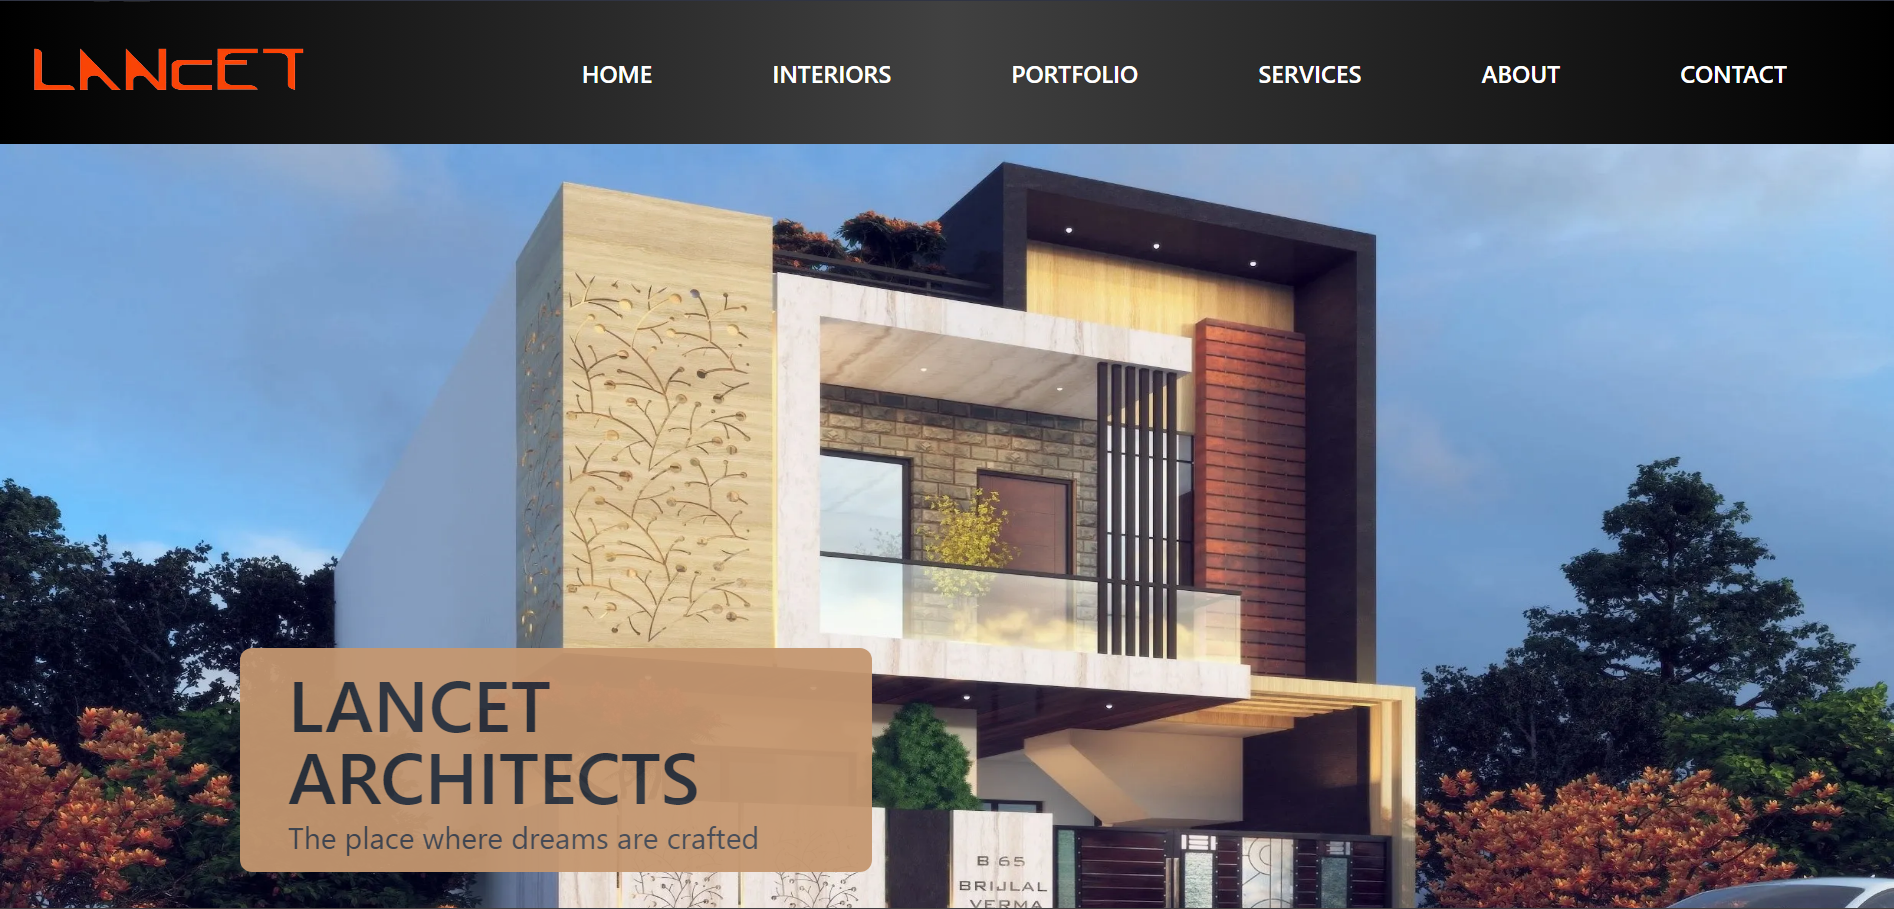 LANCET
HOME INTERIORS PORTFOLIO SERVICES ABOUT CONTACT
LANCET
ARCHITECTS
The place where dreams are crafted
B 65
BRIJLAL
VERMA